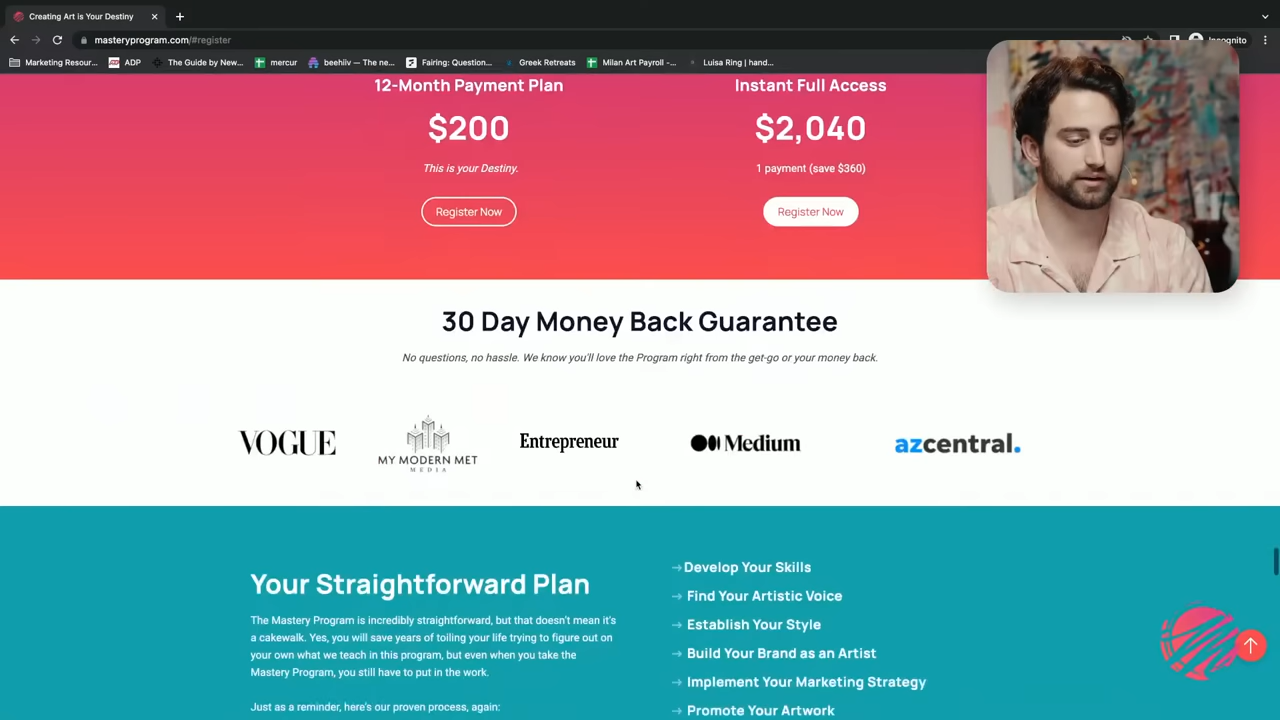 Creating Art is Your Destiny
masteryprogram.com/#register
Incognito
Marketing Resour...
ADP
The Guide by New...
mercur
beehiiv — The ne...
Fairing: Question...
Greek Retreats
Milan Art Payroll -...
Luisa Ring | hand...
12-Month Payment Plan
Instant Full Access
$200
$2,040
This is your Destiny.
1 payment (save $360)
Register Now
Register Now
30 Day Money Back Guarantee
No questions, no hassle. We know you'll love the Program right from the get-go or your money back.
VOGUE
MY MODERN MET
MEDIA
Entrepreneur
Medium
azcentral.
Your Straightforward Plan
The Mastery Program is incredibly straightforward, but that doesn't mean it's
a cakewalk. Yes, you will save years of toiling your life trying to figure out on
your own what we teach in this program, but even when you take the
Mastery Program, you still have to put in the work.
Just as a reminder, here's our proven process, again:
→Develop Your Skills
→ Find Your Artistic Voice
→ Establish Your Style
→ Build Your Brand as an Artist
→ Implement Your Marketing Strategy
→ Promote Your Artwork